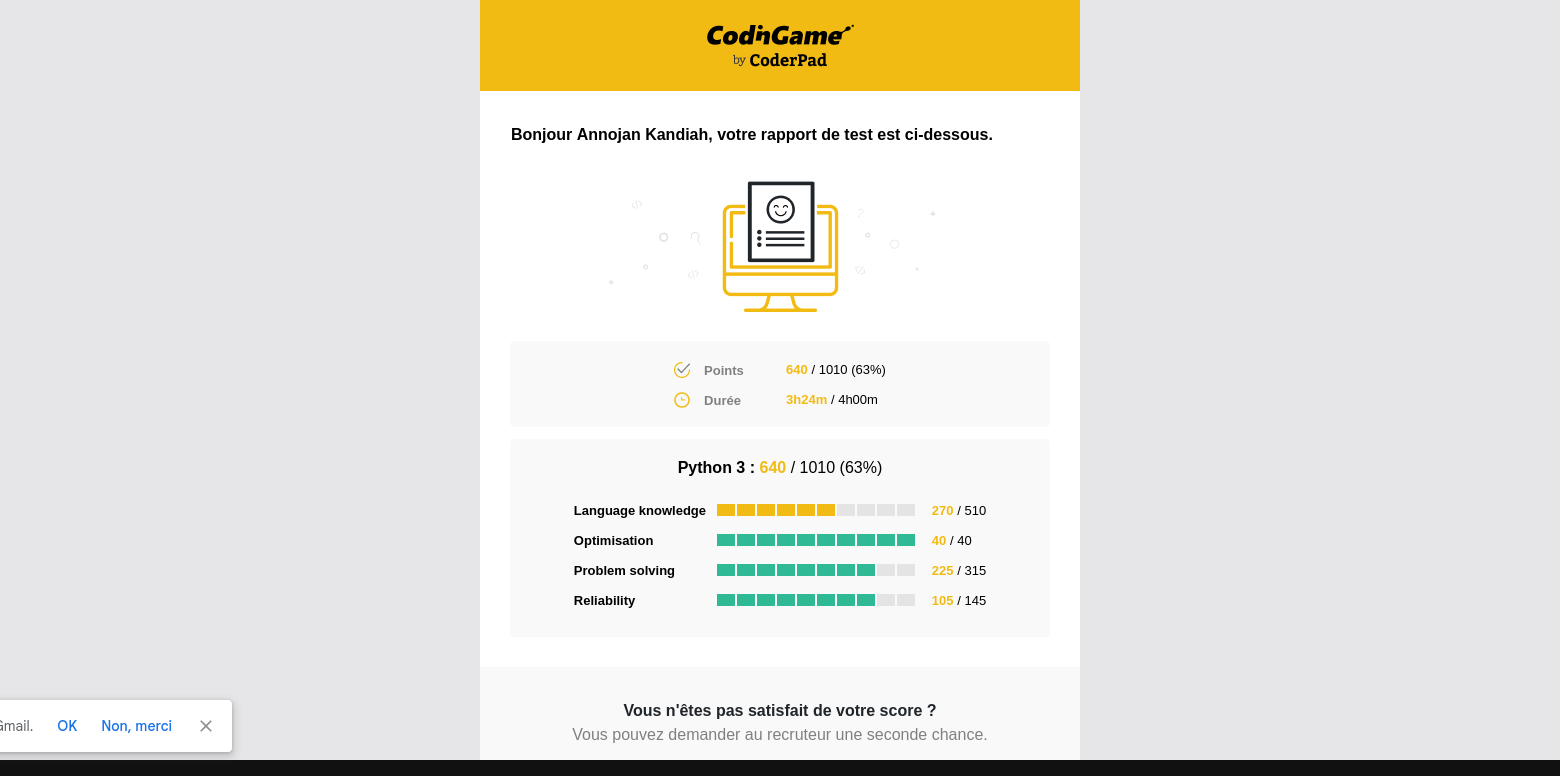 CodinGame
by CoderPad
Bonjour Annojan Kandiah, votre rapport de test est ci-dessous.
Points 640 / 1010 (63%)
Durée 3h24m / 4h00m
Python 3 : 640 / 1010 (63%)
Language knowledge 270 / 510
Optimisation 40 / 40
Problem solving 225 / 315
Reliability 105 / 145
Vous n'êtes pas satisfait de votre score ?
Vous pouvez demander au recruteur une seconde chance.
Gmail. OK Non, merci